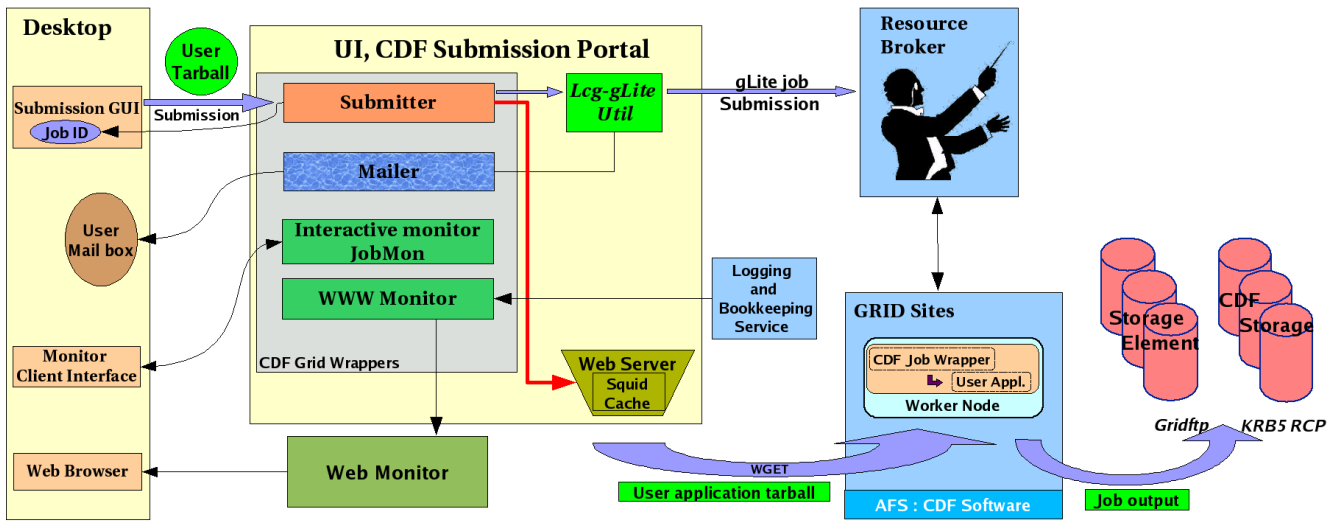 Desktop
User
Tarball
Submission GUI
Job ID
Submission
User
Mail box
Monitor
Client Interface
Web Browser
UI, CDF Submission Portal
Submitter
Lcg-gLite
Util
Mailer
Interactive monitor
JobMon
WWW Monitor
CDF Grid Wrappers
Web Server
Squid
Cache
Web Monitor
gLite job
Submission
Resource
Broker
Logging
and
Bookkeeping
Service
GRID Sites
CDF Job Wrapper
User Appl.
Worker Node
AFS : CDF Software
WGET
User application tarball
Storage
Element
CDF
Storage
Gridftp
KRB5 RCP
Job output